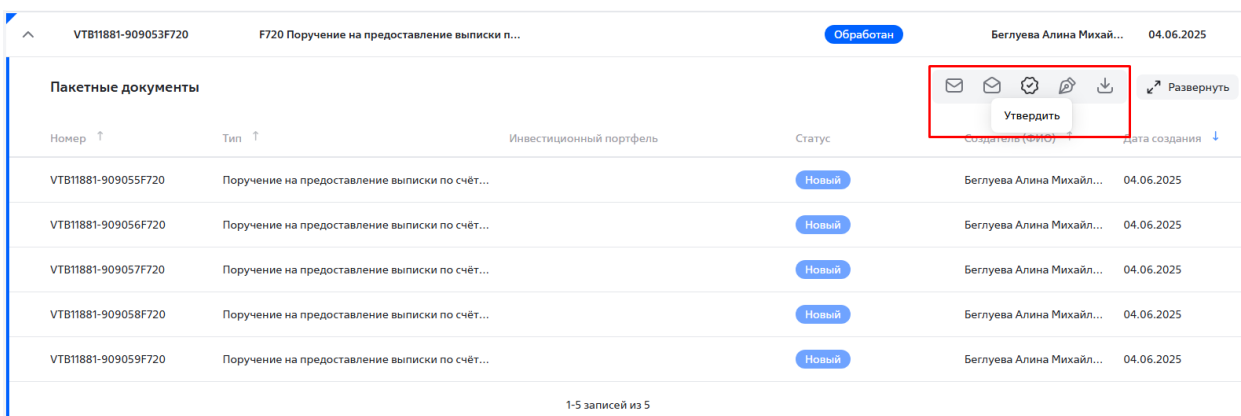 VTB11881-909053F720 F720 Поручение на предоставление выписки п... Обработан Беглуева Алина Михай... 04.06.2025
Пакетные документы Развернуть
Утвердить
Номер ↑ Тип ↑ Инвестиционный портфель Статус Создатель (ФИО) ↑ Дата создания ↓
VTB11881-909055F720 Поручение на предоставление выписки по счёт... Новый Беглуева Алина Михайл... 04.06.2025
VTB11881-909056F720 Поручение на предоставление выписки по счёт... Новый Беглуева Алина Михайл... 04.06.2025
VTB11881-909057F720 Поручение на предоставление выписки по счёт... Новый Беглуева Алина Михайл... 04.06.2025
VTB11881-909058F720 Поручение на предоставление выписки по счёт... Новый Беглуева Алина Михайл... 04.06.2025
VTB11881-909059F720 Поручение на предоставление выписки по счёт... Новый Беглуева Алина Михайл... 04.06.2025
1-5 записей из 5